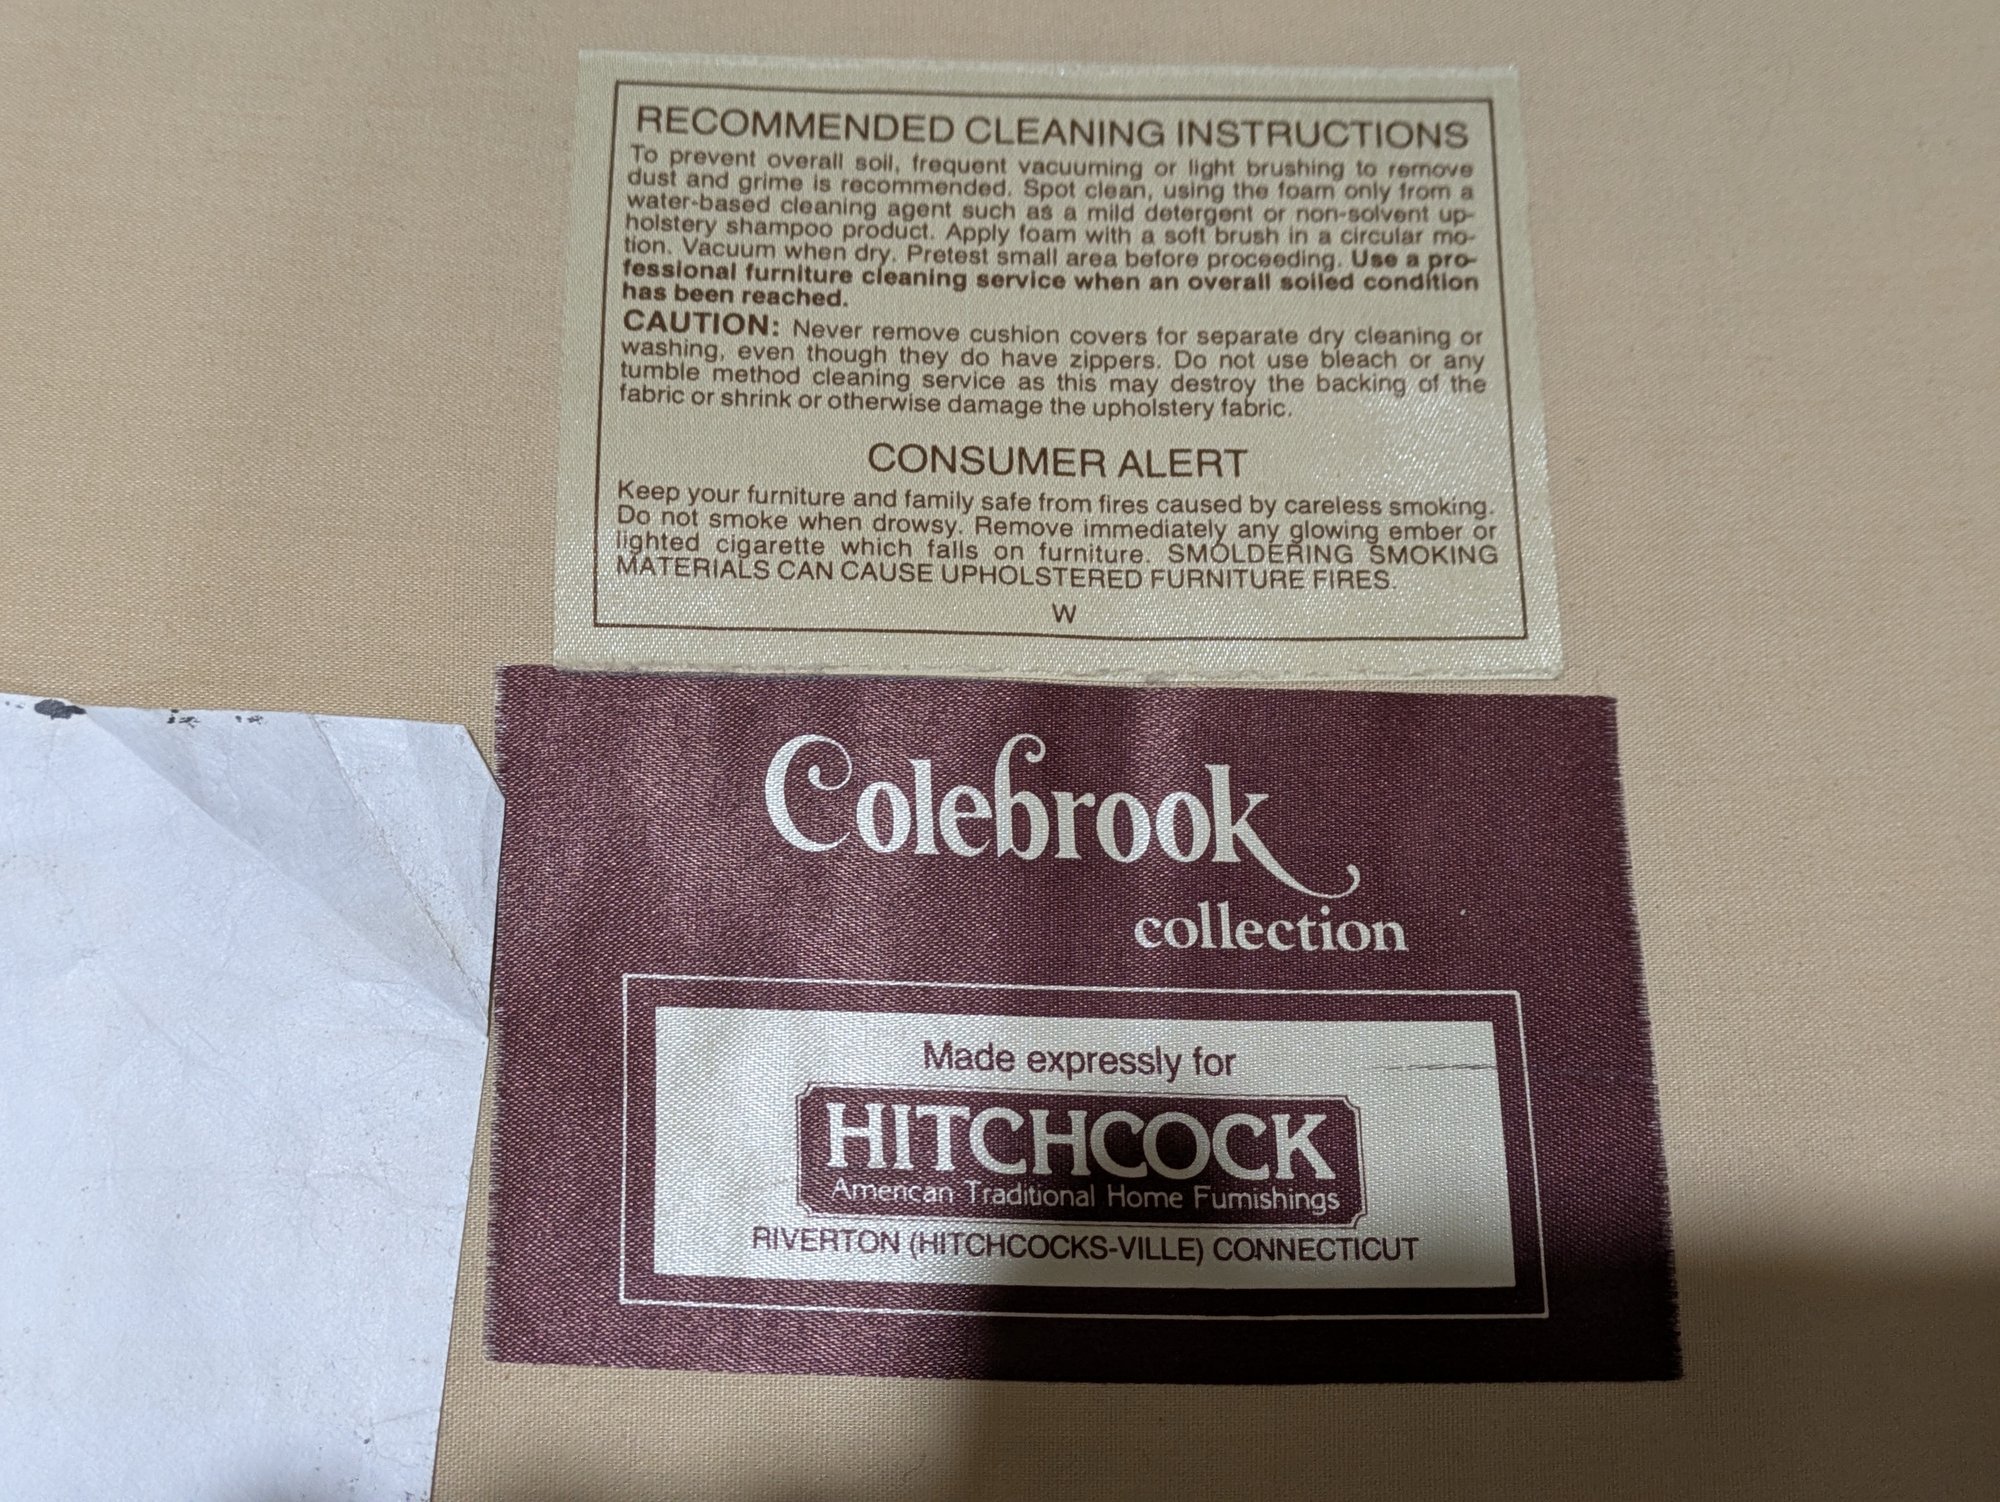 RECOMMENDED CLEANING INSTRUCTIONS
To prevent overall soil, frequent vacuuming or light brushing to remove
dust and grime is recommended. Spot clean, using the foam only from a
water-based cleaning agent such as a mild detergent or non-solvent up-
holstery shampoo product. Apply foam with a soft brush in a circular mo-
tion. Vacuum when dry. Pretest small area before proceeding. Use a pro-
fessional furniture cleaning service when an overall soiled condition
has been reached.
CAUTION: Never remove cushion covers for separate dry cleaning or
washing, even though they do have zippers. Do not use bleach or any
tumble method cleaning service as this may destroy the backing of the
fabric or shrink or otherwise damage the upholstery fabric.
CONSUMER ALERT
Keep your furniture and family safe from fires caused by careless smoking.
Do not smoke when drowsy. Remove immediately any glowing ember or
lighted cigarette which falls on furniture. SMOLDERING SMOKING
MATERIALS CAN CAUSE UPHOLSTERED FURNITURE FIRES.
W
Colebrook
collection
Made expressly for
HITCHCOCK
American Traditional Home Furnishings
RIVERTON (HITCHCOCKS-VILLE) CONNECTICUT